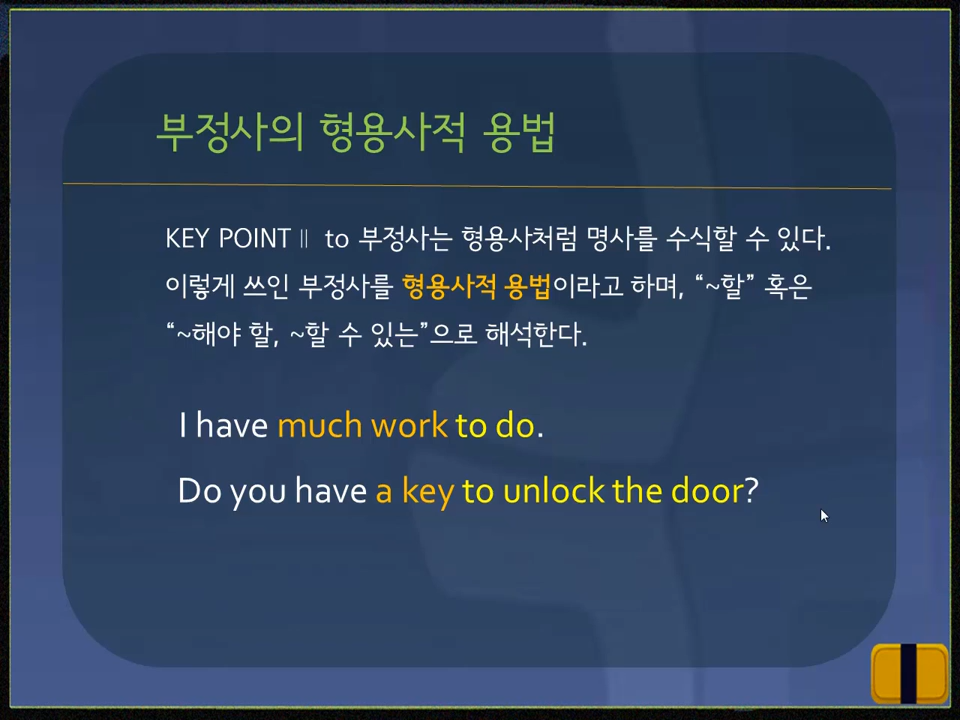 부정사의 형용사적 용법
KEY POINTⅡ to 부정사는 형용사처럼 명사를 수식할 수 있다.
이렇게 쓰인 부정사를 형용사적 용법이라고 하며, “~할” 혹은
“~해야 할, ~할 수 있는”으로 해석한다.
I have much work to do.
Do you have a key to unlock the door?